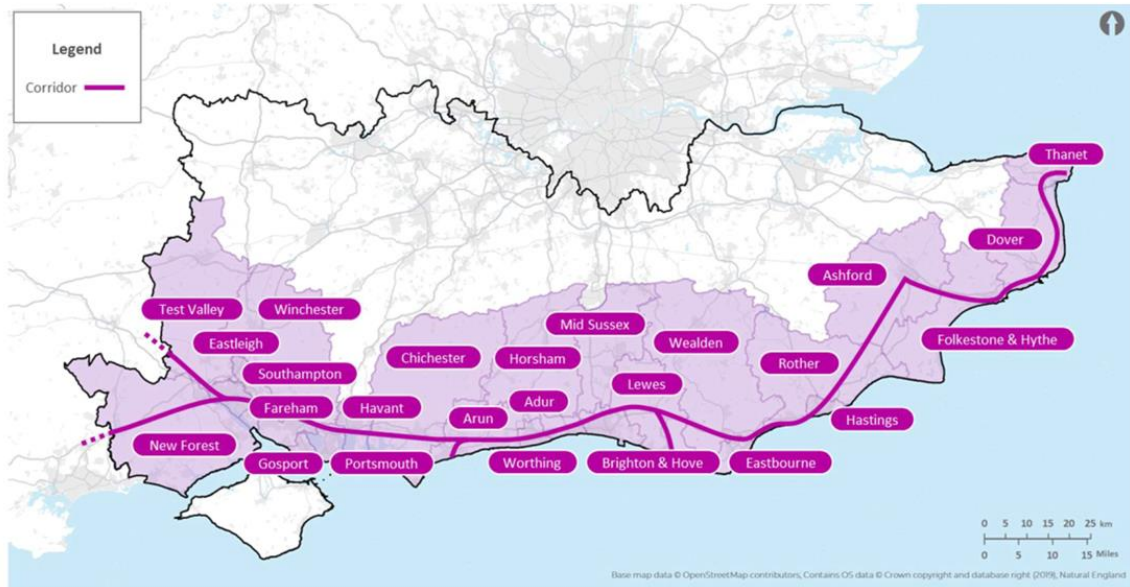 Legend
Corridor
Thanet
Dover
Ashford
Test Valley
Winchester
Mid Sussex
Folkestone & Hythe
Eastleigh
Wealden
Chichester
Horsham
Rother
Southampton
Lewes
Fareham
Havant
Adur
Arun
Hastings
New Forest
Gosport
Portsmouth
Worthing
Brighton & Hove
Eastbourne
0 5 10 15 20 25 km
0 5 10 15 Miles
Base map data © OpenStreetMap contributors, Contains OS data © Crown copyright and database right (2019), Natural England